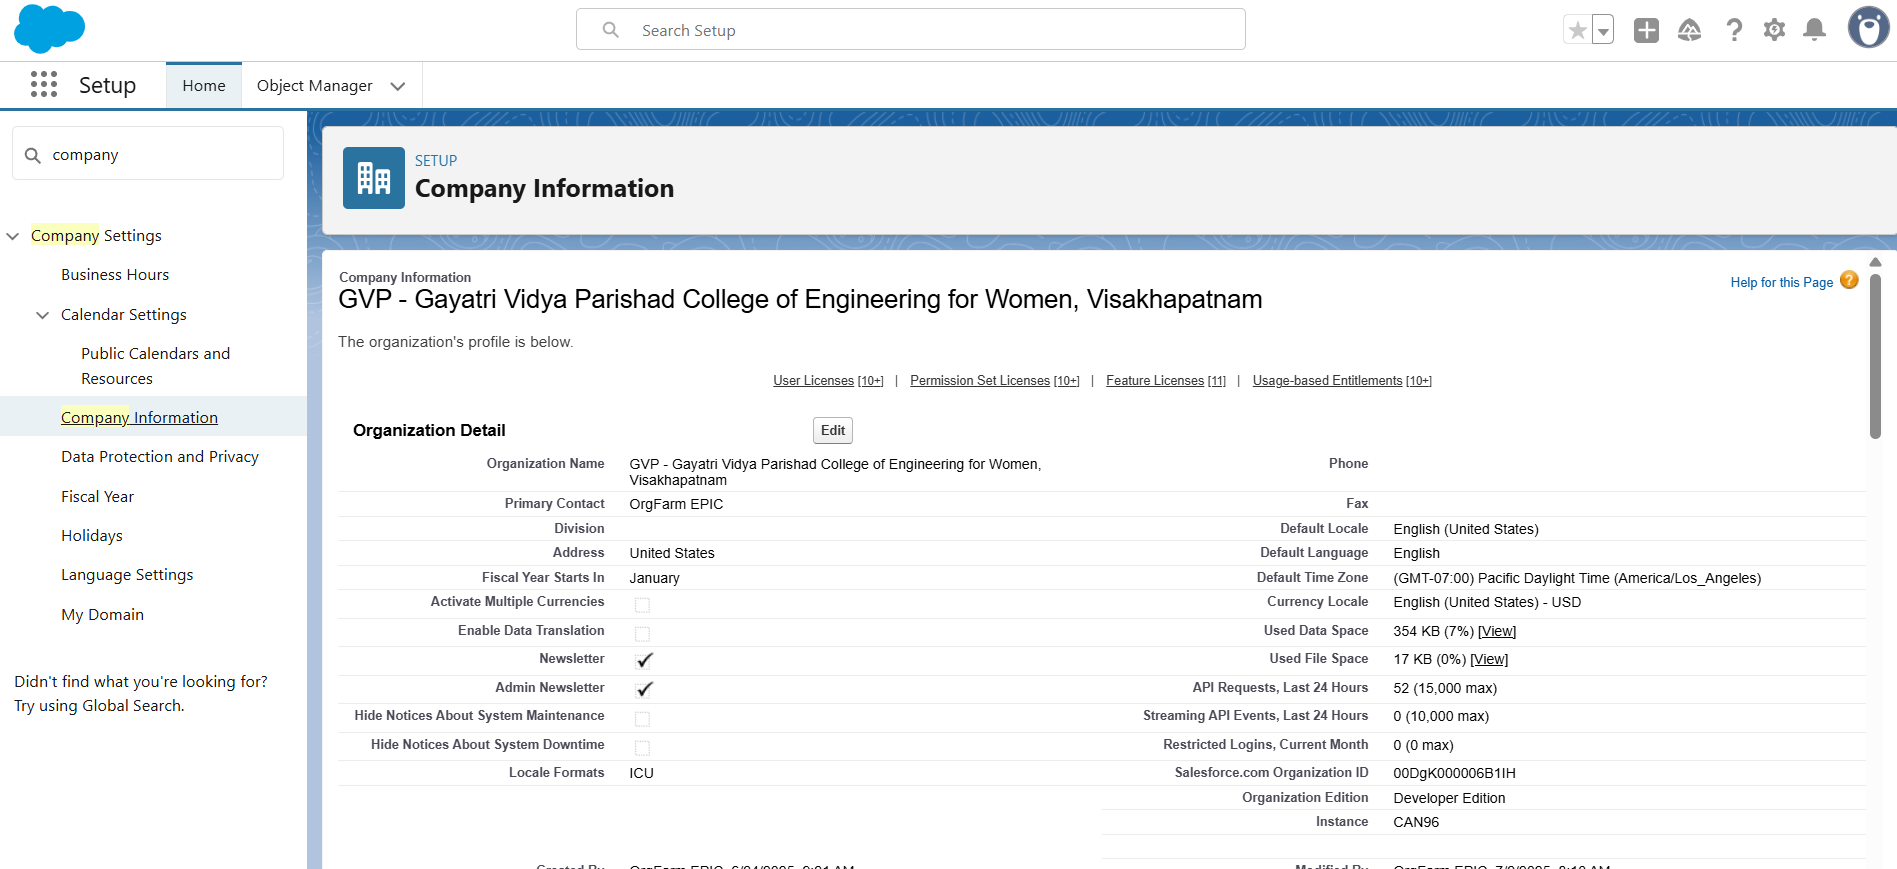 Search Setup
Setup
Home
Object Manager
company
Company Settings
Business Hours
Calendar Settings
Public Calendars and
Resources
Company Information
Data Protection and Privacy
Fiscal Year
Holidays
Language Settings
My Domain
Didn't find what you're looking for?
Try using Global Search.
SETUP
Company Information
Company Information
GVP - Gayatri Vidya Parishad College of Engineering for Women, Visakhapatnam
Help for this Page
The organization's profile is below.
User Licenses [10+] | Permission Set Licenses [10+] | Feature Licenses [11] | Usage-based Entitlements [10+]
Organization Detail
Edit
Organization Name GVP - Gayatri Vidya Parishad College of Engineering for Women,
Visakhapatnam
Phone
Primary Contact OrgFarm EPIC
Fax
Division
Default Locale English (United States)
Address United States
Default Language English
Fiscal Year Starts In January
Default Time Zone (GMT-07:00) Pacific Daylight Time (America/Los_Angeles)
Activate Multiple Currencies
Currency Locale English (United States) - USD
Enable Data Translation
Used Data Space 354 KB (7%) [View]
Newsletter
Used File Space 17 KB (0%) [View]
Admin Newsletter
API Requests, Last 24 Hours 52 (15,000 max)
Hide Notices About System Maintenance
Streaming API Events, Last 24 Hours 0 (10,000 max)
Hide Notices About System Downtime
Restricted Logins, Current Month 0 (0 max)
Locale Formats ICU
Salesforce.com Organization ID 00DgK000006B1IH
Organization Edition Developer Edition
Instance CAN96
Created By OrgFarm EPIC
Modified By OrgFarm EPIC